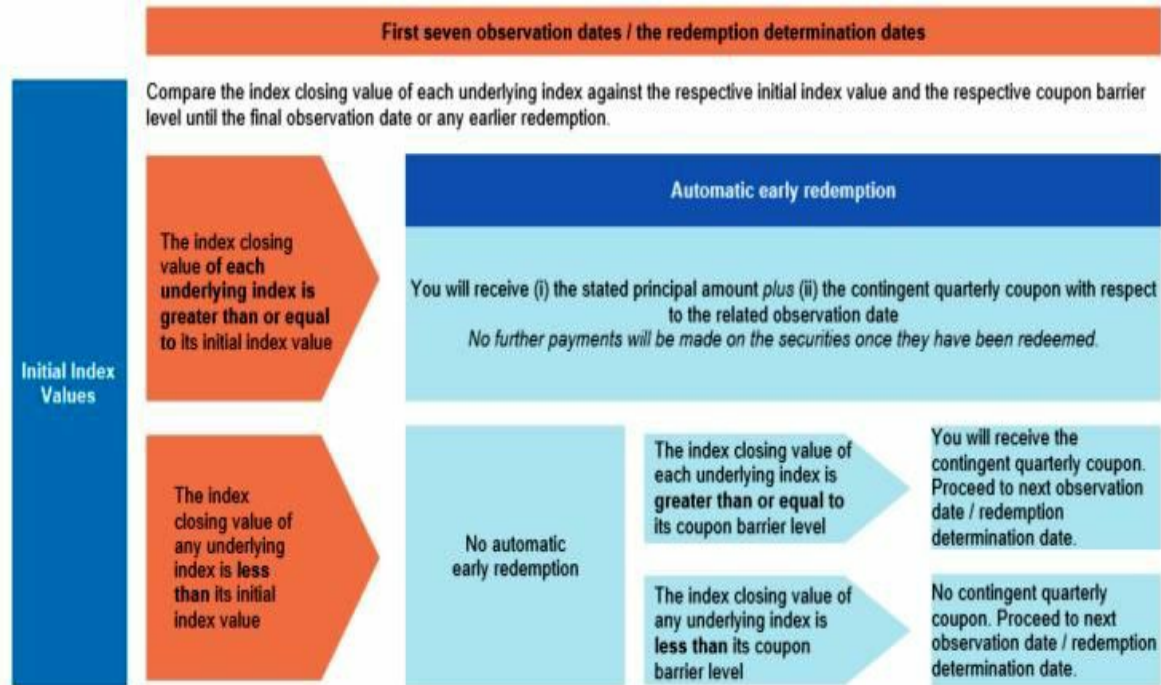 First seven observation dates / the redemption determination dates
Compare the index closing value of each underlying index against the respective initial index value and the respective coupon barrier
level until the final observation date or any earlier redemption.
Initial Index
Values
The index closing
value of each
underlying index is
greater than or equal
to its initial index value
Automatic early redemption
You will receive (i) the stated principal amount plus (ii) the contingent quarterly coupon with respect
to the related observation date
No further payments will be made on the securities once they have been redeemed.
The index
closing value of
any underlying
index is less
than its initial
index value
No automatic
early redemption
The index closing value of
each underlying index is
greater than or equal to
its coupon barrier level
You will receive the
contingent quarterly coupon.
Proceed to next observation
date / redemption
determination date.
The index closing value of
any underlying index is
less than its coupon
barrier level
No contingent quarterly
coupon. Proceed to next
observation date / redemption
determination date.